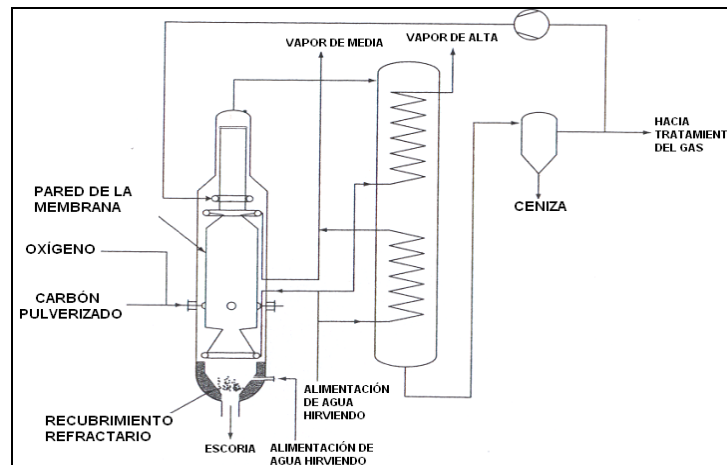 VAPOR DE MEDIA
VAPOR DE ALTA
HACIA
TRATAMIENT
DEL GAS
PARED DE LA
MEMBRANA
CENIZA
OXÍGENO
CARBÓN
PULVERIZADO
ALIMENTACIÓN
DE AGUA
HIRVIENDO
RECUBRIMIENTO
REFRACTARIO
ESCORIA
ALIMENTACIÓN DE
AGUA HIRVIENDO